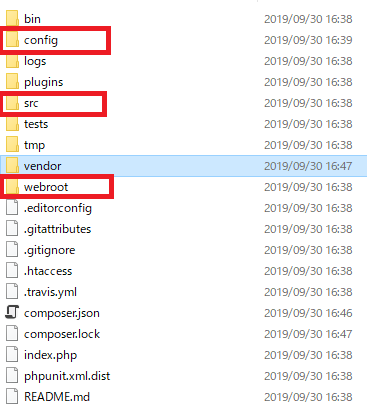 bin 2019/09/30 16:38
config 2019/09/30 16:39
logs 2019/09/30 16:38
plugins 2019/09/30 16:38
src 2019/09/30 16:38
tests 2019/09/30 16:38
tmp 2019/09/30 16:38
vendor 2019/09/30 16:47
webroot 2019/09/30 16:38
.editorconfig 2019/09/30 16:38
.gitattributes 2019/09/30 16:38
.gitignore 2019/09/30 16:38
.htaccess 2019/09/30 16:38
.travis.yml 2019/09/30 16:38
composer.json 2019/09/30 16:46
composer.lock 2019/09/30 16:47
index.php 2019/09/30 16:38
phpunit.xml.dist 2019/09/30 16:38
README.md 2019/09/30 16:38